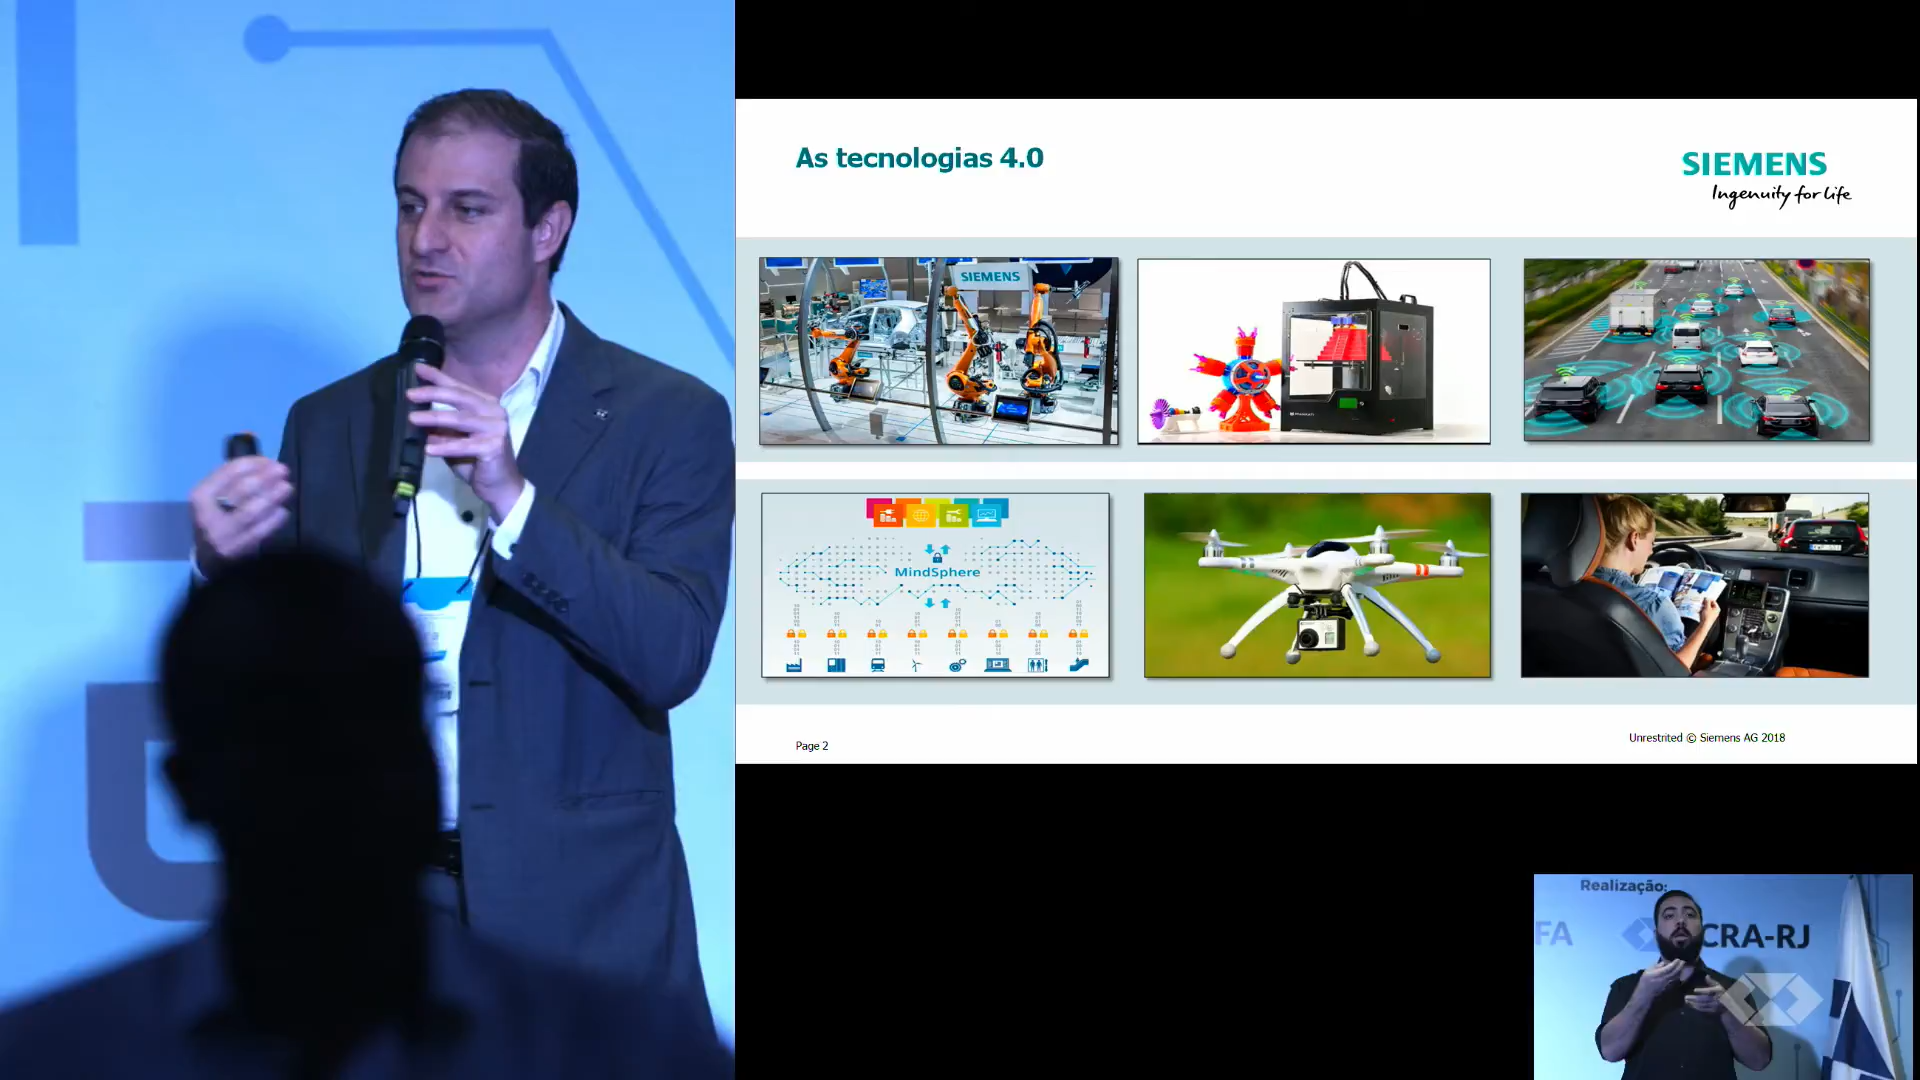 As tecnologias 4.0
SIEMENS
Ingenuity for life
SIEMENS
MindSphere
Page 2
Unrestrited © Siemens AG 2018
Realização:
FA
CRA-RJ